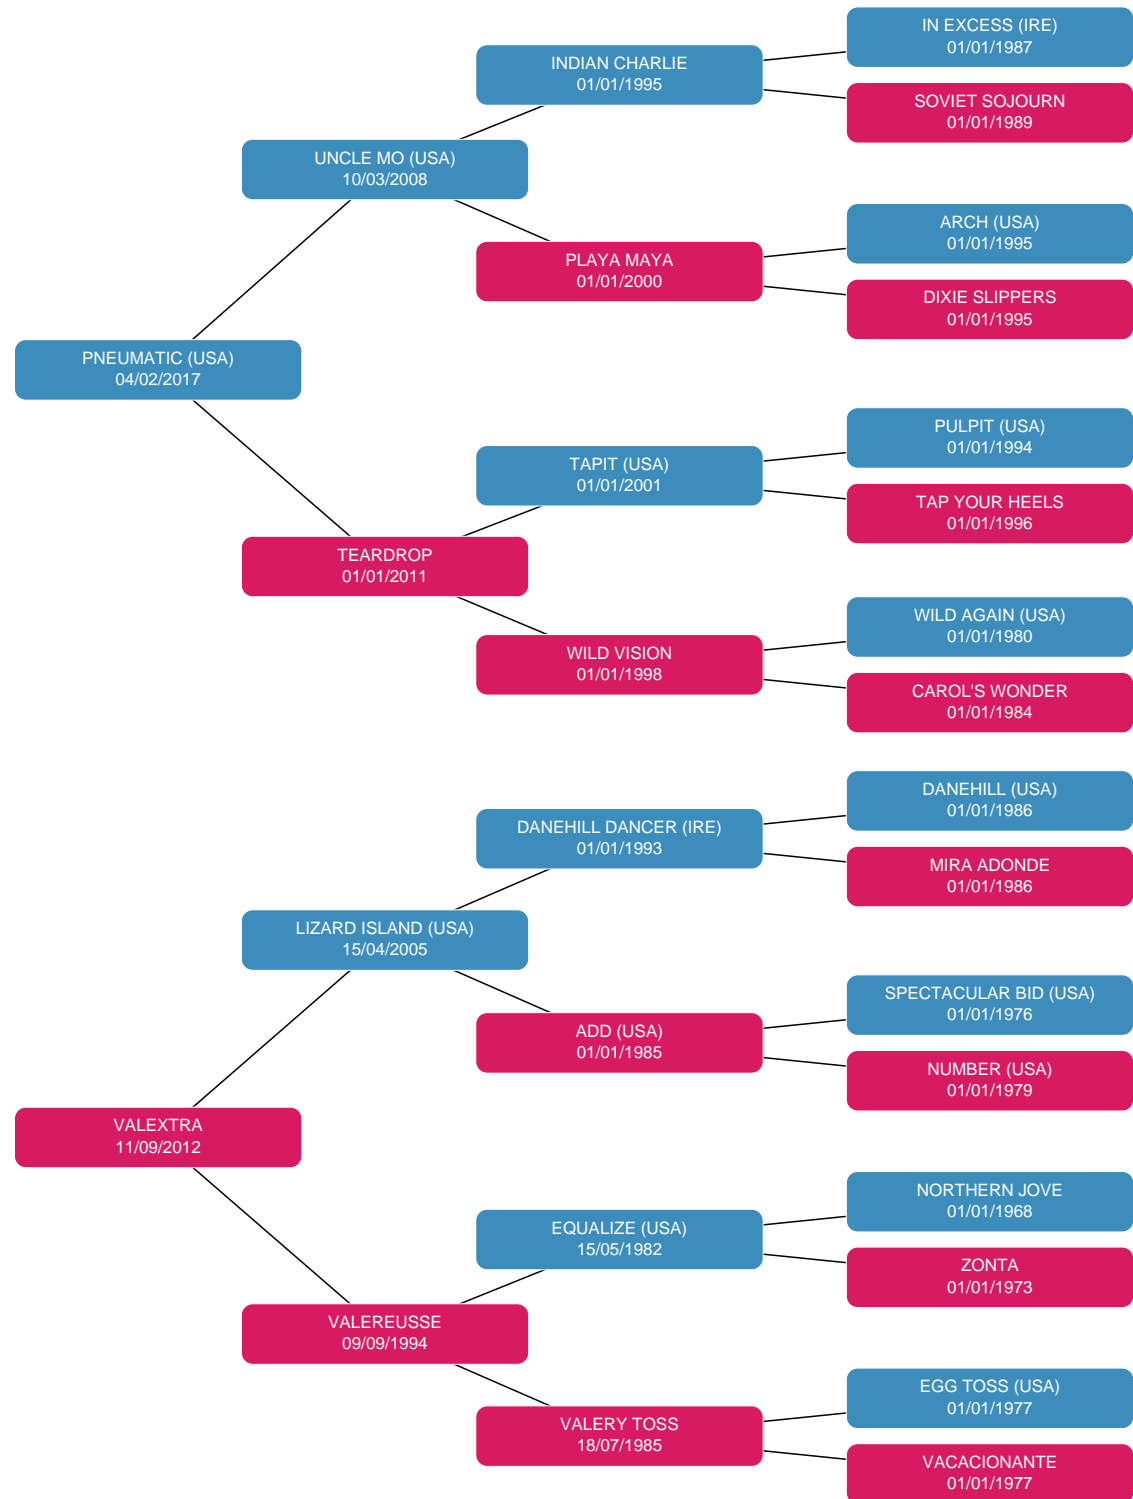 IN EXCESS (IRE)
01/01/1987
INDIAN CHARLIE
01/01/1995
SOVIET SOJOURN
01/01/1989
UNCLE MO (USA)
10/03/2008
ARCH (USA)
01/01/1995
PLAYA MAYA
01/01/2000
DIXIE SLIPPERS
01/01/1995
PNEUMATIC (USA)
04/02/2017
PULPIT (USA)
01/01/1994
TAPIT (USA)
01/01/2001
TAP YOUR HEELS
01/01/1996
TEARDROP
01/01/2011
WILD AGAIN (USA)
01/01/1980
WILD VISION
01/01/1998
CAROL'S WONDER
01/01/1984
DANEHILL (USA)
01/01/1986
DANEHILL DANCER (IRE)
01/01/1993
MIRA ADONDE
01/01/1986
LIZARD ISLAND (USA)
15/04/2005
SPECTACULAR BID (USA)
01/01/1976
ADD (USA)
01/01/1985
NUMBER (USA)
01/01/1979
VALEXTRA
11/09/2012
NORTHERN JOVE
01/01/1968
EQUALIZE (USA)
15/05/1982
ZONTA
01/01/1973
VALEREUSSE
09/09/1994
EGG TOSS (USA)
01/01/1977
VALERY TOSS
18/07/1985
VACACIONANTE
01/01/1977